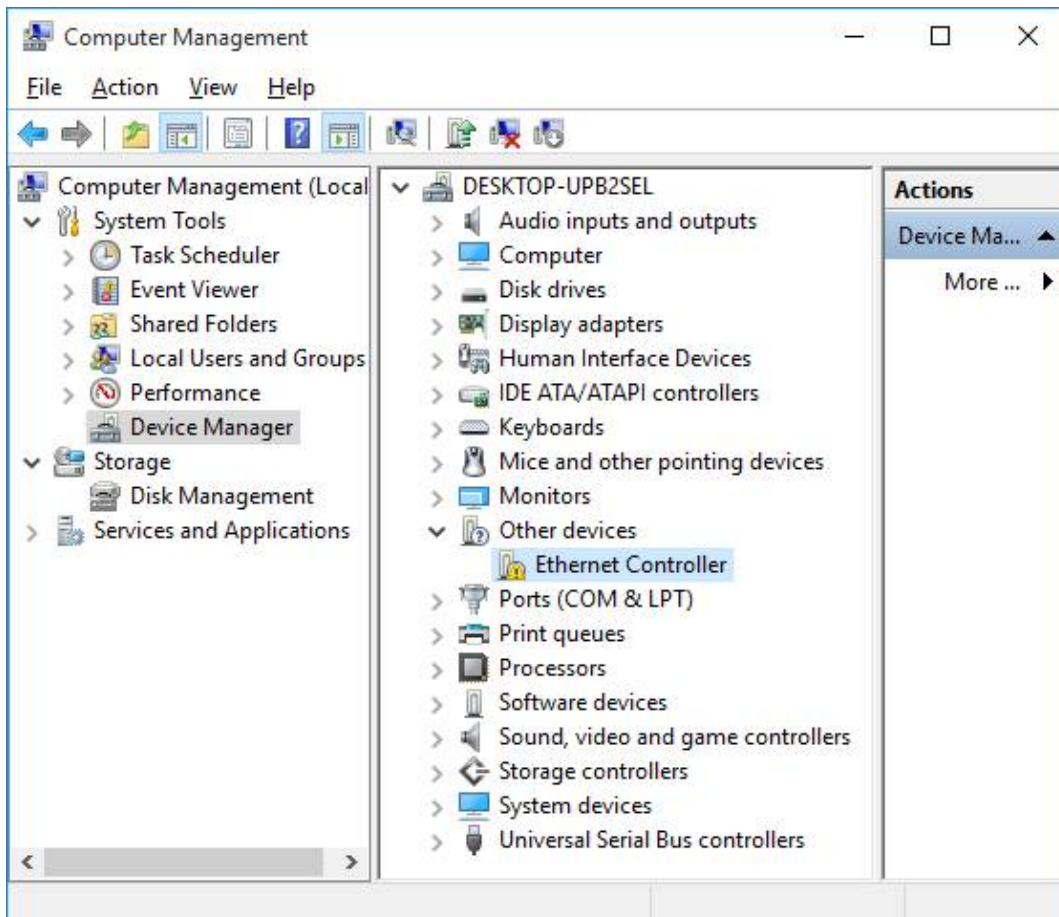 Computer Management
File Action View Help
Computer Management (Local
System Tools
Task Scheduler
Event Viewer
Shared Folders
Local Users and Groups
Performance
Device Manager
Storage
Disk Management
Services and Applications
DESKTOP-UPB2SEL
Audio inputs and outputs
Computer
Disk drives
Display adapters
Human Interface Devices
IDE ATA/ATAPI controllers
Keyboards
Mice and other pointing devices
Monitors
Other devices
Ethernet Controller
Ports (COM & LPT)
Print queues
Processors
Software devices
Sound, video and game controllers
Storage controllers
System devices
Universal Serial Bus controllers
Actions
Device Ma...
More ...